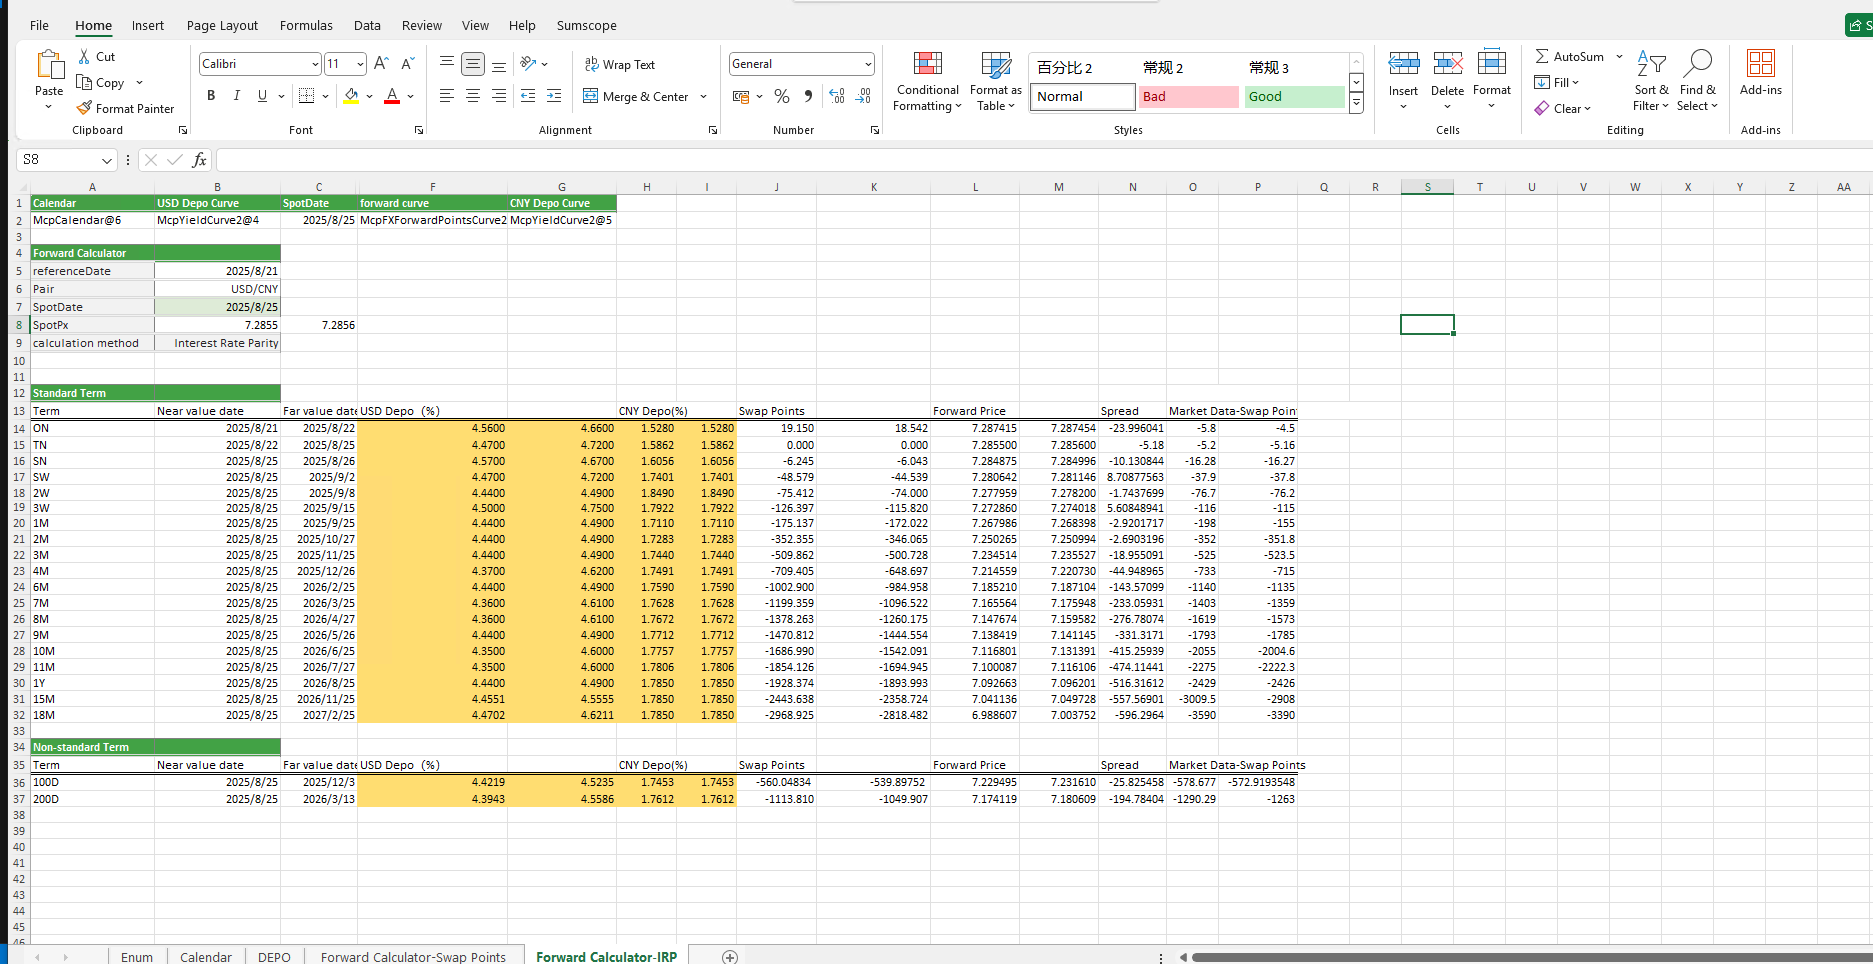 File Home Insert Page Layout Formulas Data Review View Help Sumscope
Paste Cut Copy Format Painter Clipboard
Calibri 11 A^ A˅ B I U A Font
Wrap Text Merge & Center Alignment
General % , Number
Conditional Formatting Format as Table
百分比 2 常规 2 常规 3
Normal Bad Good Styles
Insert Delete Format Cells
AutoSum Fill Clear Sort & Filter Find & Select Editing
Add-ins Add-ins
S8 fx
A B C F G H I J K L M N O P Q R S T U V W X Y Z AA
1 Calendar USD Depo Curve SpotDate forward curve CNY Depo Curve
2 McpCalendar@6 McpYieldCurve2@4 2025/8/25 McpFXForwardPointsCurve2 McpYieldCurve2@5
3
4 Forward Calculator
5 referenceDate 2025/8/21
6 Pair USD/CNY
7 SpotDate 2025/8/25
8 SpotPx 7.2855 7.2856
9 calculation method Interest Rate Parity
10
11
12 Standard Term
13 Term Near value date Far value date USD Depo (%) CNY Depo(%) Swap Points Forward Price Spread Market Data-Swap Poin
14 ON 2025/8/21 2025/8/22 4.5600 4.6600 1.5280 1.5280 19.150 18.542 7.287415 7.287454 -23.996041 -5.8 -4.5
15 TN 2025/8/22 2025/8/25 4.4700 4.7200 1.5862 1.5862 0.000 0.000 7.285500 7.285600 -5.18 -5.2 -5.16
16 SN 2025/8/25 2025/8/26 4.5700 4.6700 1.6056 1.6056 -6.245 -6.043 7.284875 7.284996 -10.130844 -16.28 -16.27
17 SW 2025/8/25 2025/9/2 4.4700 4.7200 1.7401 1.7401 -48.579 -44.539 7.280642 7.281146 8.70877563 -37.9 -37.8
18 2W 2025/8/25 2025/9/8 4.4400 4.4900 1.8490 1.8490 -75.412 -74.000 7.277959 7.278200 -1.7437699 -76.7 -76.2
19 3W 2025/8/25 2025/9/15 4.5000 4.7500 1.7922 1.7922 -126.397 -115.820 7.272860 7.274018 5.60848941 -116 -115
20 1M 2025/8/25 2025/9/25 4.4400 4.4900 1.7110 1.7110 -175.137 -172.022 7.267986 7.268398 -2.9201717 -198 -155
21 2M 2025/8/25 2025/10/27 4.4400 4.4900 1.7283 1.7283 -352.355 -346.065 7.250265 7.250994 -2.6903196 -352 -351.8
22 3M 2025/8/25 2025/11/25 4.4400 4.4900 1.7440 1.7440 -509.862 -500.728 7.234514 7.235527 -18.955091 -525 -523.5
23 4M 2025/8/25 2025/12/26 4.3700 4.6200 1.7491 1.7491 -709.405 -648.697 7.214559 7.220730 -44.948965 -733 -715
24 6M 2025/8/25 2026/2/25 4.4400 4.4900 1.7590 1.7590 -1002.900 -984.958 7.185210 7.187104 -143.57099 -1140 -1135
25 7M 2025/8/25 2026/3/25 4.3600 4.6100 1.7628 1.7628 -1199.359 -1096.522 7.165564 7.175948 -233.05931 -1403 -1359
26 8M 2025/8/25 2026/4/27 4.3600 4.6100 1.7672 1.7672 -1378.263 -1260.175 7.147674 7.159582 -276.78074 -1619 -1573
27 9M 2025/8/25 2026/5/26 4.4400 4.4900 1.7712 1.7712 -1470.812 -1444.554 7.138419 7.141145 -331.3171 -1793 -1785
28 10M 2025/8/25 2026/6/25 4.3500 4.6000 1.7757 1.7757 -1686.990 -1542.091 7.116801 7.131391 -415.25939 -2055 -2004.6
29 11M 2025/8/25 2026/7/27 4.3500 4.6000 1.7806 1.7806 -1854.126 -1694.945 7.100087 7.116106 -474.11441 -2275 -2222.3
30 1Y 2025/8/25 2026/8/25 4.4400 4.4900 1.7850 1.7850 -1928.374 -1893.993 7.092663 7.096201 -516.31612 -2429 -2426
31 15M 2025/8/25 2026/11/25 4.4551 4.5555 1.7850 1.7850 -2443.638 -2358.724 7.041136 7.049728 -557.56901 -3009.5 -2908
32 18M 2025/8/25 2027/2/25 4.4702 4.6211 1.7850 1.7850 -2968.925 -2818.482 6.988607 7.003752 -596.2964 -3590 -3390
33
34 Non-standard Term
35 Term Near value date Far value date USD Depo (%) CNY Depo(%) Swap Points Forward Price Spread Market Data-Swap Points
36 100D 2025/8/25 2025/12/3 4.4219 4.5235 1.7453 1.7453 -560.04834 -539.89752 7.229495 7.231610 -25.825458 -578.677 -572.9193548
37 200D 2025/8/25 2026/3/13 4.3943 4.5586 1.7612 1.7612 -1113.810 -1049.907 7.174119 7.180609 -194.78404 -1290.29 -1263
38
39
40
41
42
43
44
45
46
Enum Calendar DEPO Forward Calculator-Swap Points Forward Calculator-IRP